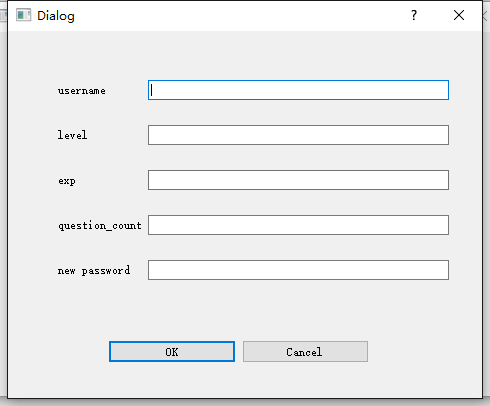 Dialog ?
username
level
exp
question_count
new password
OK Cancel